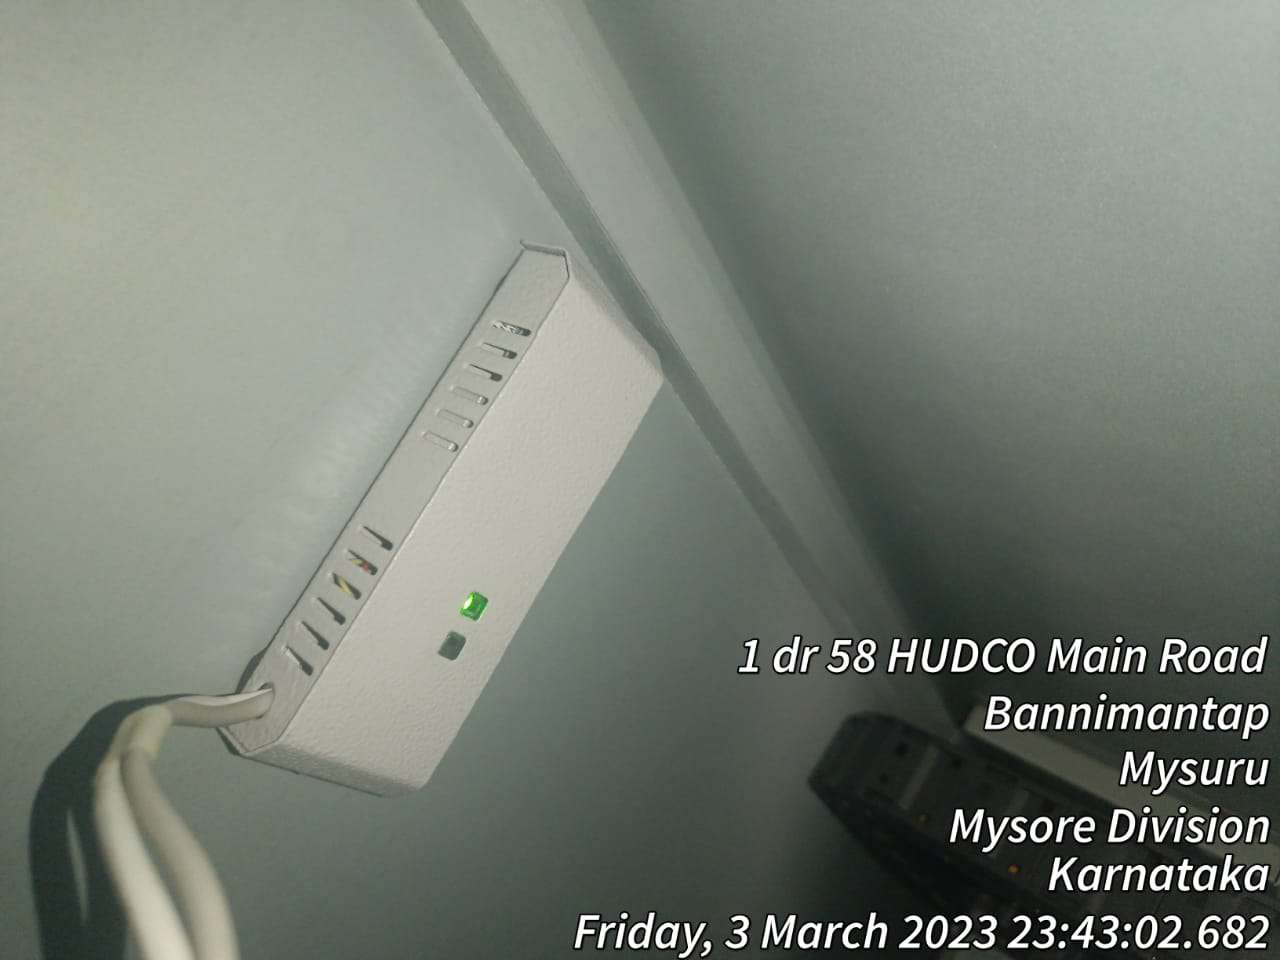 1 dr 58 HUDCO Main Road
Bannimantap
Mysuru
Mysore Division
Karnataka
Friday, 3 March 2023 23:43:02.682